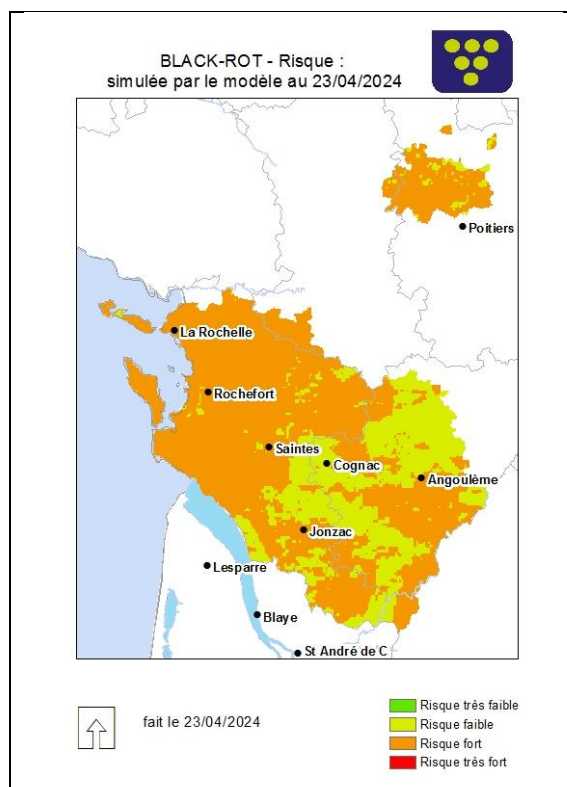 BLACK-ROT - Risque :
simulée par le modèle au 23/04/2024
Poitiers
La Rochelle
Rochefort
Saintes
Cognac
Angoulême
Jonzac
Lesparre
Blaye
St André de C
fait le 23/04/2024
Risque très faible
Risque faible
Risque fort
Risque très fort